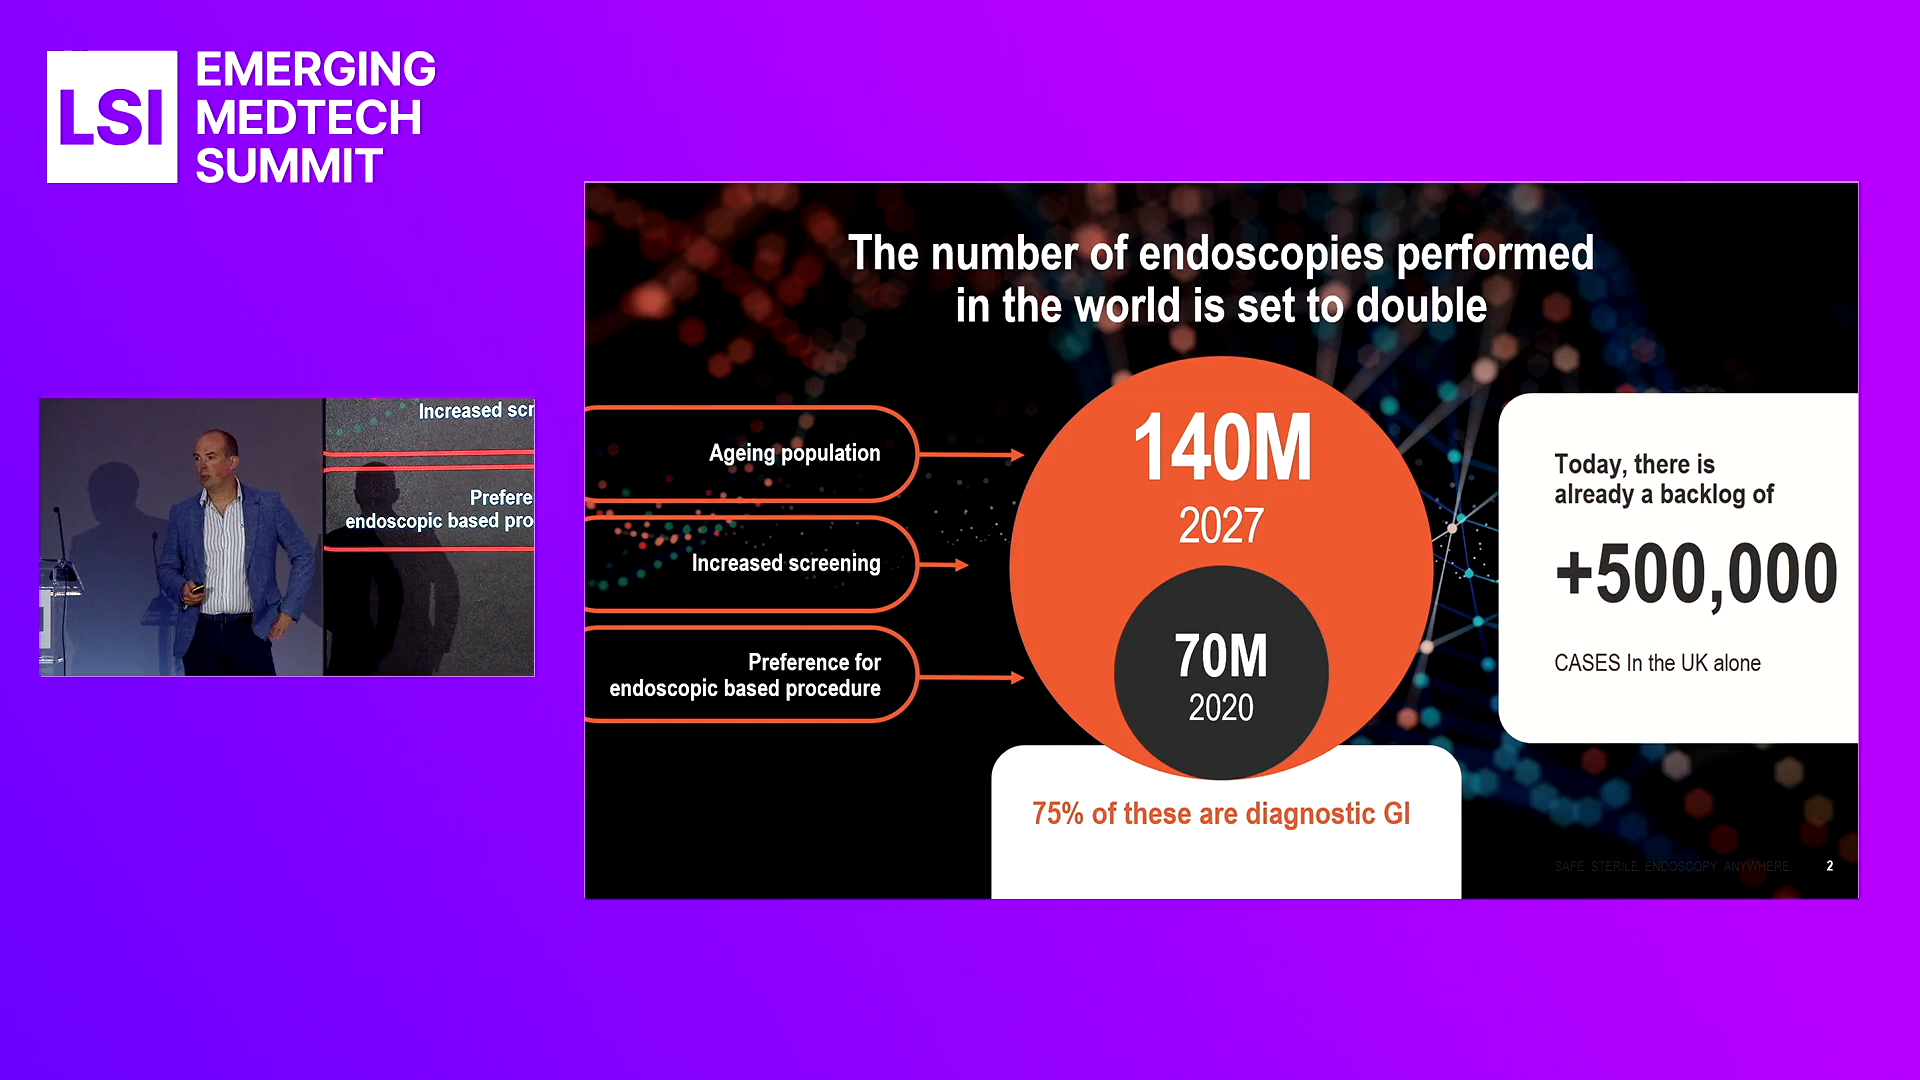 LSI
EMERGING
MEDTECH
SUMMIT
Increased scr
Prefere
endoscopic based pro
The number of endoscopies performed
in the world is set to double
Ageing population
Increased screening
Preference for
endoscopic based procedure
140M
2027
70M
2020
75% of these are diagnostic GI
Today, there is
already a backlog of
+500,000
CASES In the UK alone
SAFE. STERILE. ENDOSCOPY. ANYWHERE.
2